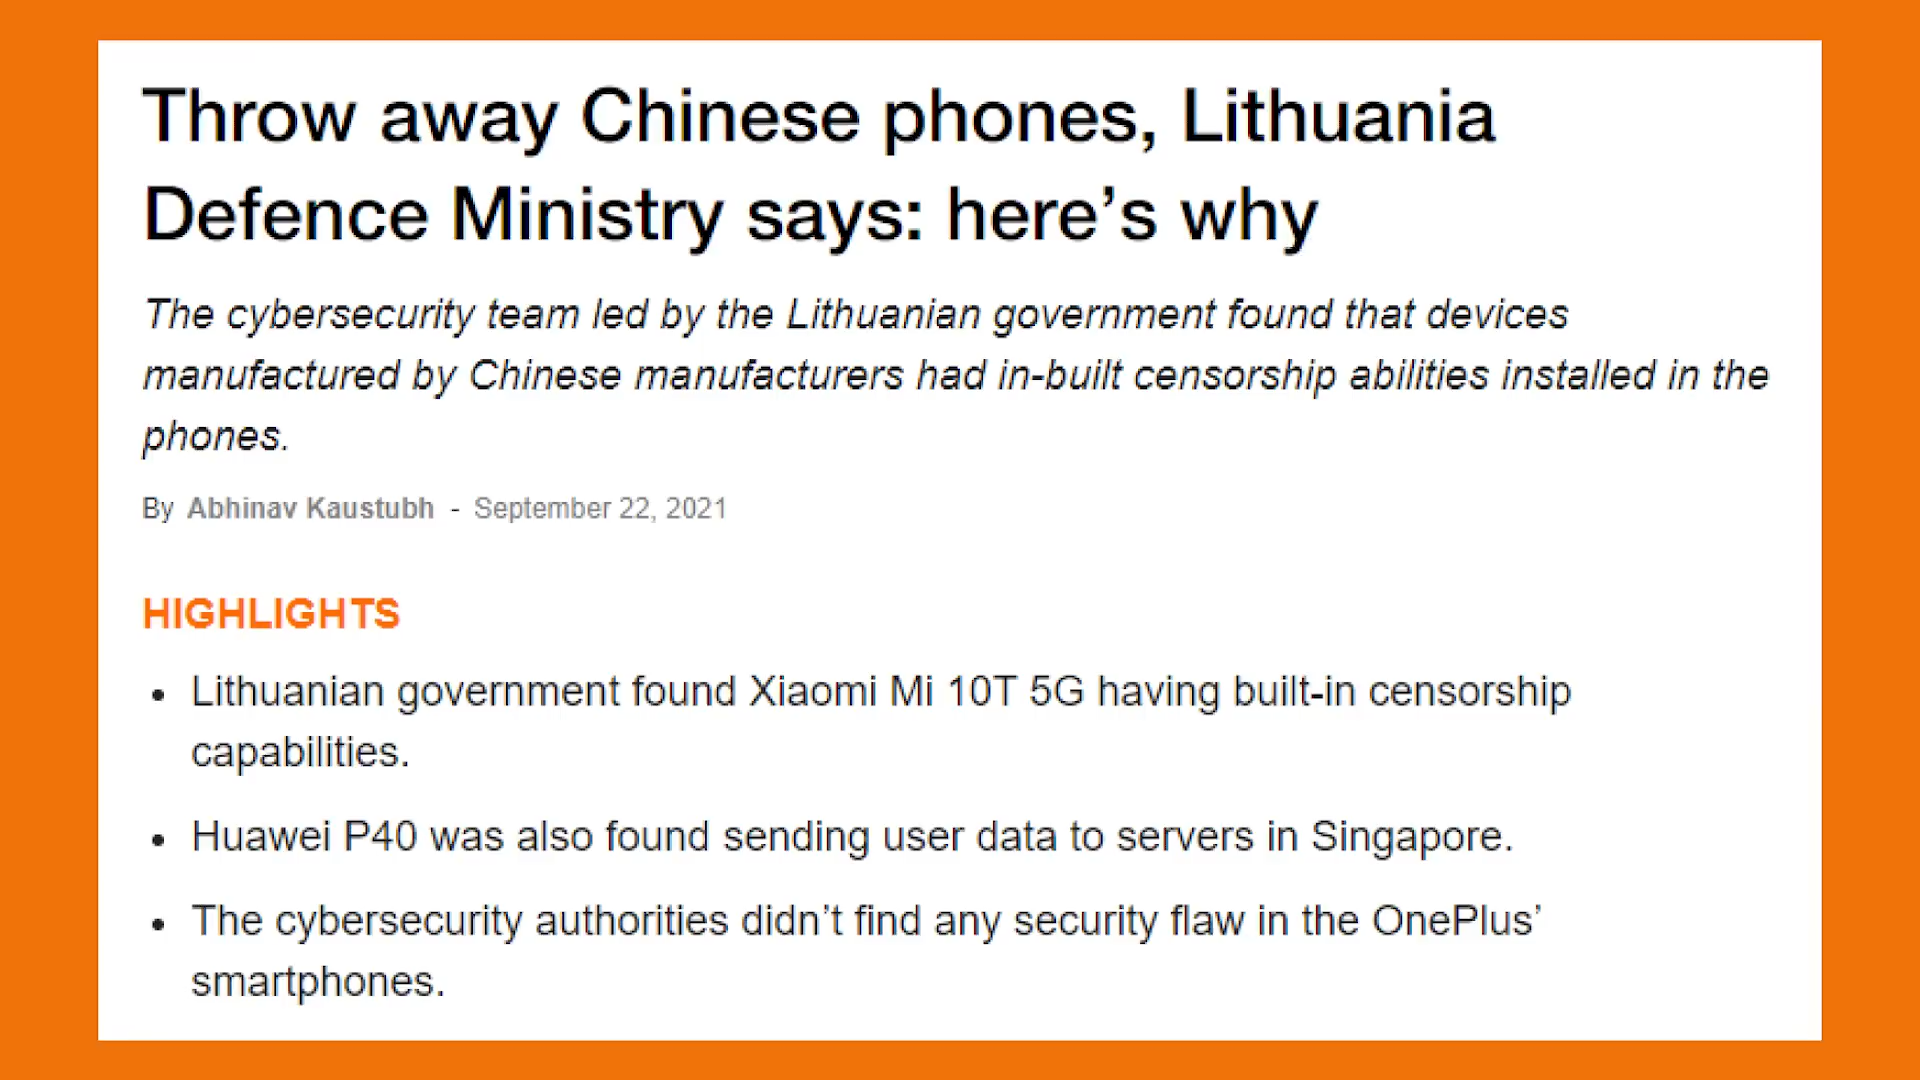 Throw away Chinese phones, Lithuania
Defence Ministry says: here’s why
The cybersecurity team led by the Lithuanian government found that devices
manufactured by Chinese manufacturers had in-built censorship abilities installed in the
phones.
By Abhinav Kaustubh - September 22, 2021
HIGHLIGHTS
• Lithuanian government found Xiaomi Mi 10T 5G having built-in censorship
capabilities.
• Huawei P40 was also found sending user data to servers in Singapore.
• The cybersecurity authorities didn’t find any security flaw in the OnePlus’
smartphones.